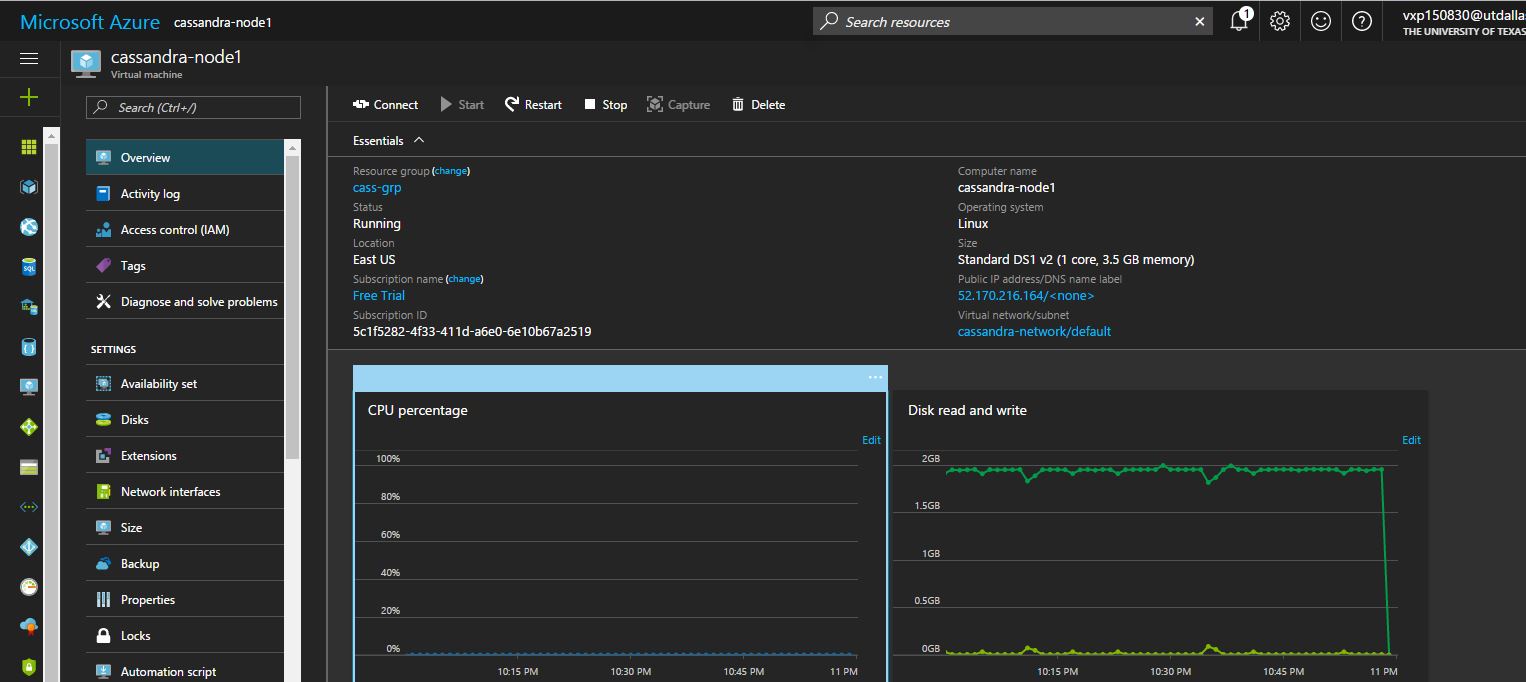 Microsoft Azure cassandra-node1
Search resources
1
vxp150830@utdalla
THE UNIVERSITY OF TEXAS
cassandra-node1
Virtual machine
Search (Ctrl+/)
Overview
Activity log
Access control (IAM)
Tags
Diagnose and solve problems
SETTINGS
Availability set
Disks
Extensions
Network interfaces
Size
Backup
Properties
Locks
Automation script
Connect Start Restart Stop Capture Delete
Essentials
Resource group (change)
cass-grp
Status
Running
Location
East US
Subscription name (change)
Free Trial
Subscription ID
5c1f5282-4f33-411d-a6e0-6e10b67a2519
Computer name
cassandra-node1
Operating system
Linux
Size
Standard DS1 v2 (1 core, 3.5 GB memory)
Public IP address/DNS name label
52.170.216.164/<none>
Virtual network/subnet
cassandra-network/default
CPU percentage
Edit
100%
80%
60%
40%
20%
0%
10:15 PM 10:30 PM 10:45 PM 11 PM
Disk read and write
Edit
2GB
1.5GB
1GB
0.5GB
0GB
10:15 PM 10:30 PM 10:45 PM 11 PM
SQL